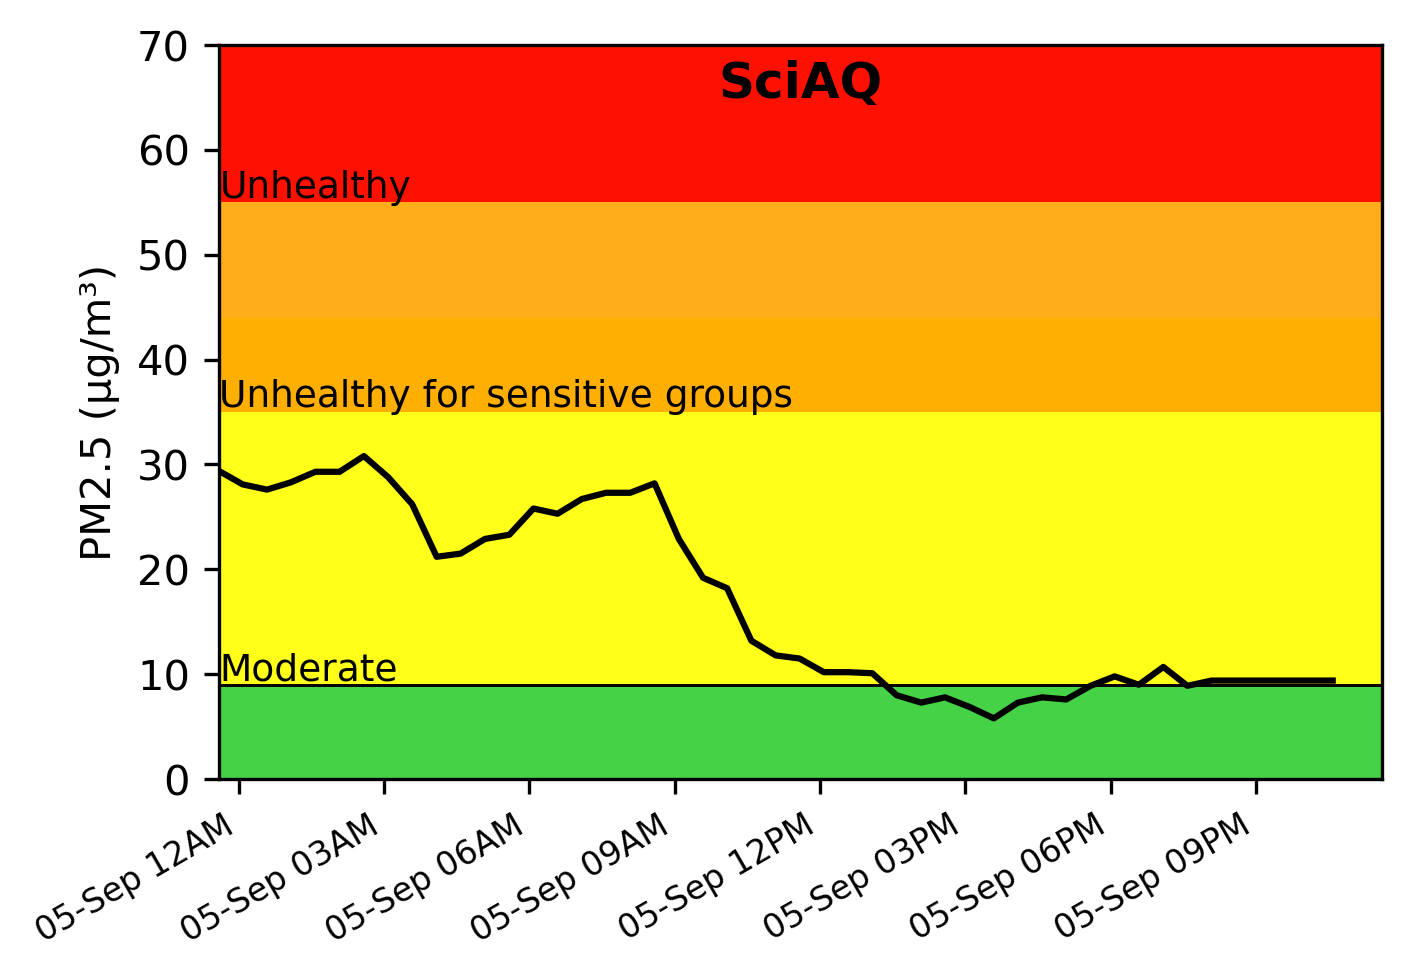 SciAQ
70
60
Unhealthy
50
40
Unhealthy for sensitive groups
30
20
Moderate
10
0
PM2.5 (µg/m³)
05-Sep 12AM
05-Sep 03AM
05-Sep 06AM
05-Sep 09AM
05-Sep 12PM
05-Sep 03PM
05-Sep 06PM
05-Sep 09PM